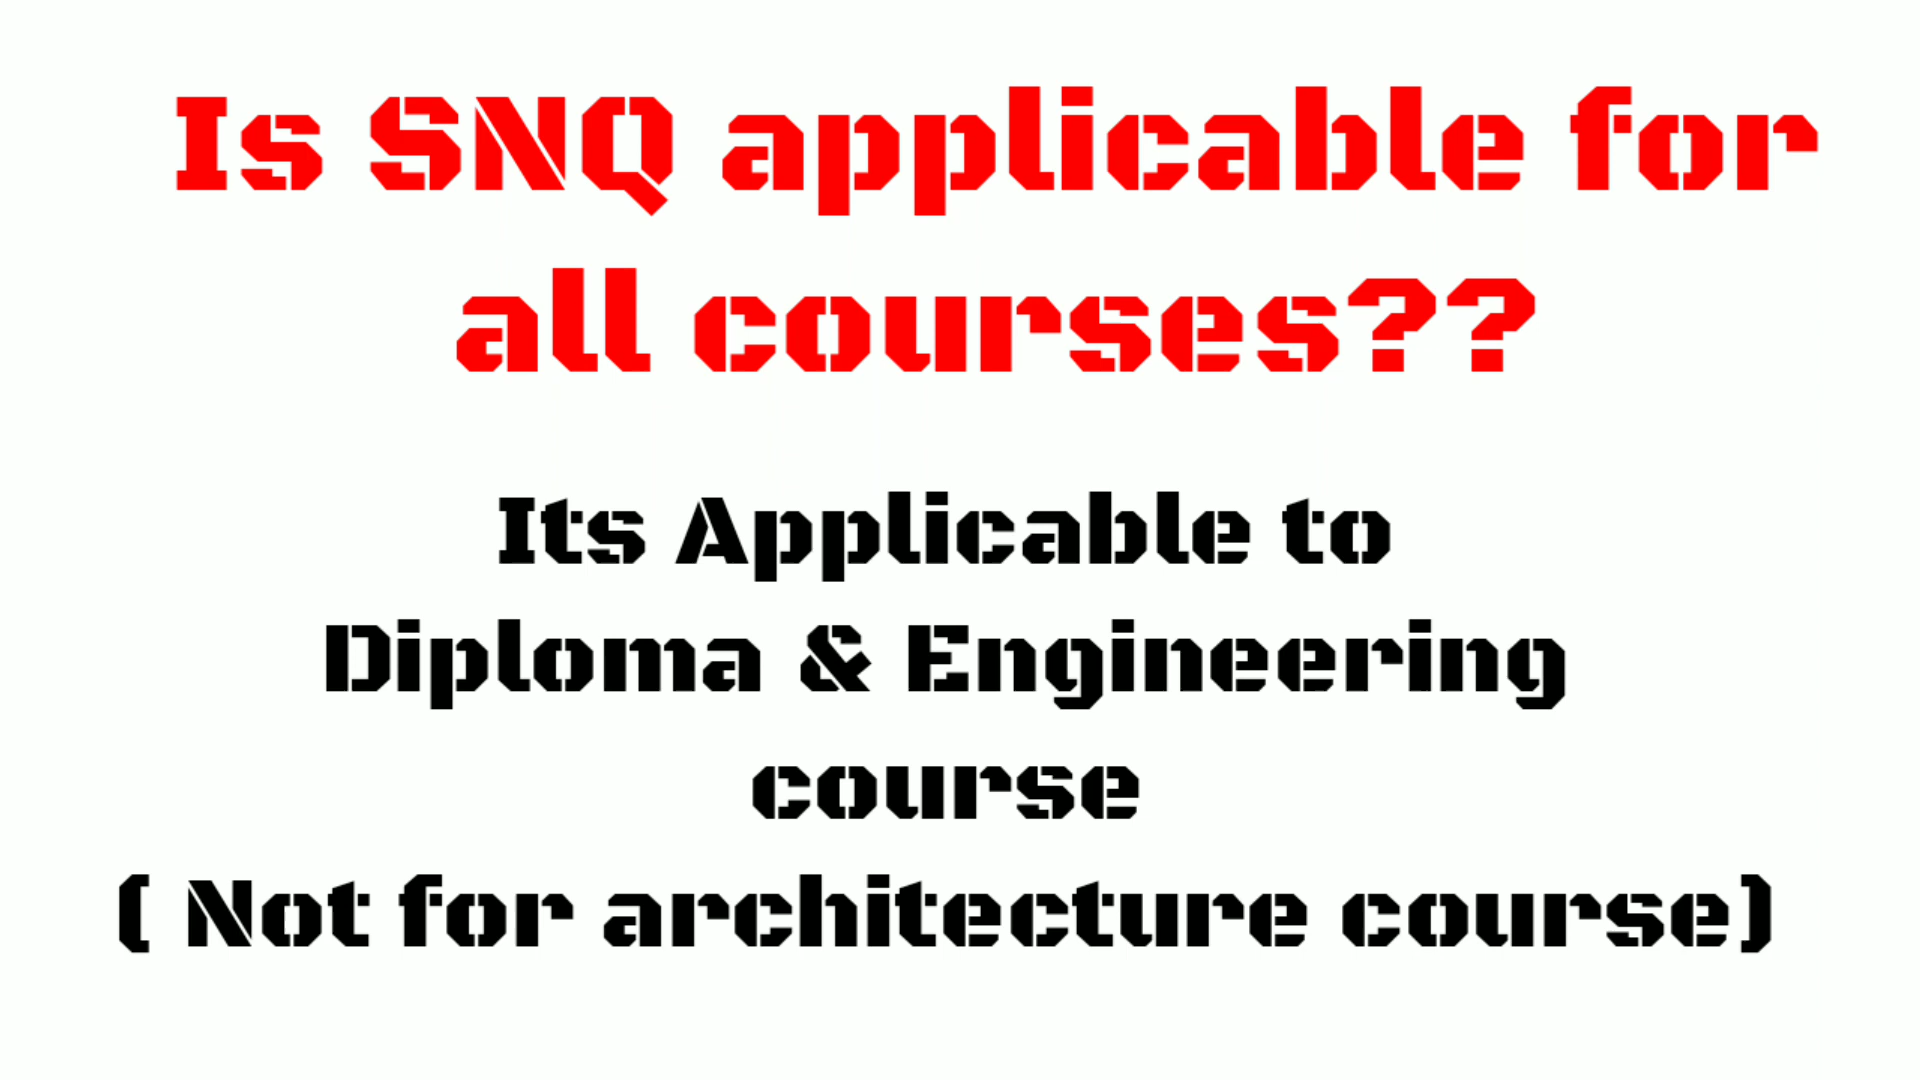 Is SNQ applicable for
all courses??
Its Applicable to
Diploma & Engineering
course
( Not for architecture course)